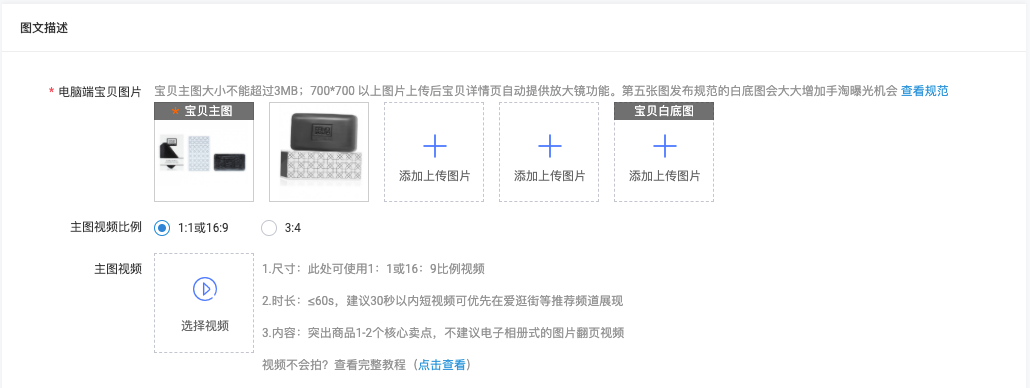 图文描述
* 电脑端宝贝图片 宝贝主图大小不能超过3MB；700*700 以上图片上传后宝贝详情页自动提供放大镜功能。第五张图发布规范的白底图会大大增加手淘曝光机会 查看规范
* 宝贝主图 宝贝白底图
添加上传图片 添加上传图片 添加上传图片
主图视频比例 1:1或16:9 3:4
主图视频 1.尺寸：此处可使用1：1或16：9比例视频
2.时长：≤60s，建议30秒以内短视频可优先在爱逛街等推荐频道展现
选择视频
3.内容：突出商品1-2个核心卖点，不建议电子相册式的图片翻页视频
视频不会拍？查看完整教程（点击查看）